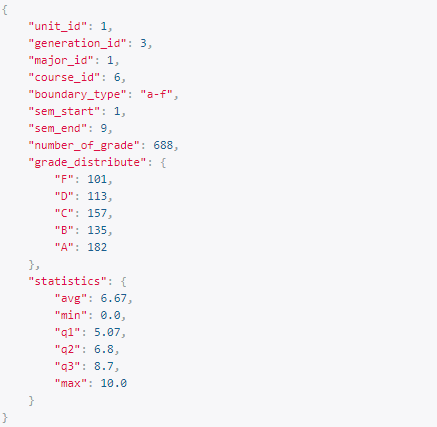 {
    "unit_id": 1,
    "generation_id": 3,
    "major_id": 1,
    "course_id": 6,
    "boundary_type": "a-f",
    "sem_start": 1,
    "sem_end": 9,
    "number_of_grade": 688,
    "grade_distribute": {
        "F": 101,
        "D": 113,
        "C": 157,
        "B": 135,
        "A": 182
    },
    "statistics": {
        "avg": 6.67,
        "min": 0.0,
        "q1": 5.07,
        "q2": 6.8,
        "q3": 8.7,
        "max": 10.0
    }
}